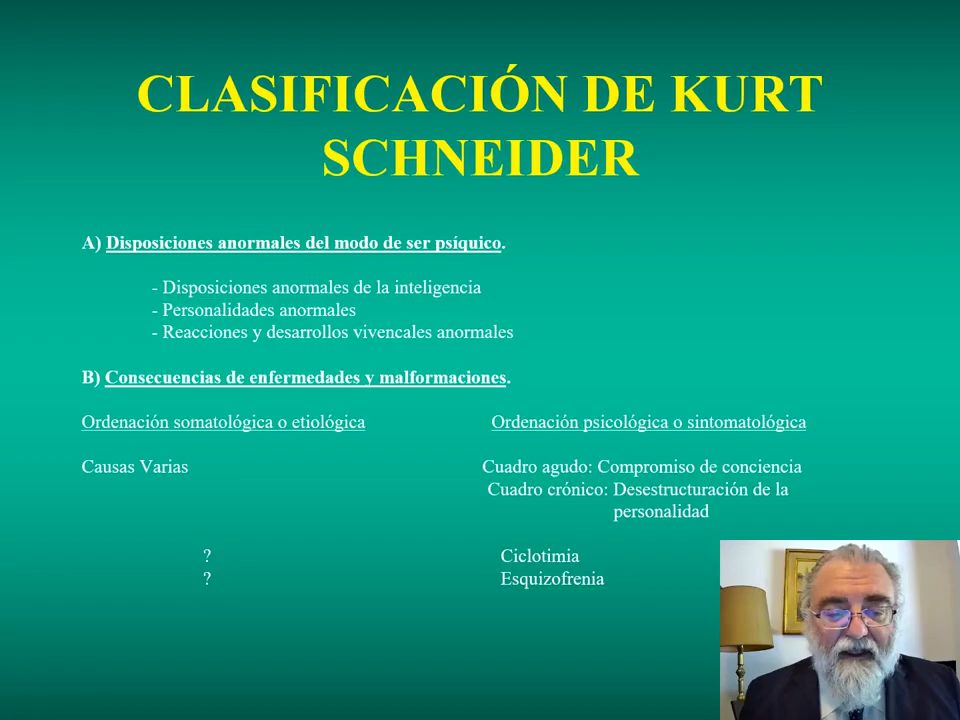 CLASIFICACIÓN DE KURT
SCHNEIDER
A) Disposiciones anormales del modo de ser psíquico.
- Disposiciones anormales de la inteligencia
- Personalidades anormales
- Reacciones y desarrollos vivencales anormales
B) Consecuencias de enfermedades y malformaciones.
Ordenación somatológica o etiológica Ordenación psicológica o sintomatológica
Causas Varias Cuadro agudo: Compromiso de conciencia
Cuadro crónico: Desestructuración de la
personalidad
? Ciclotimia
? Esquizofrenia